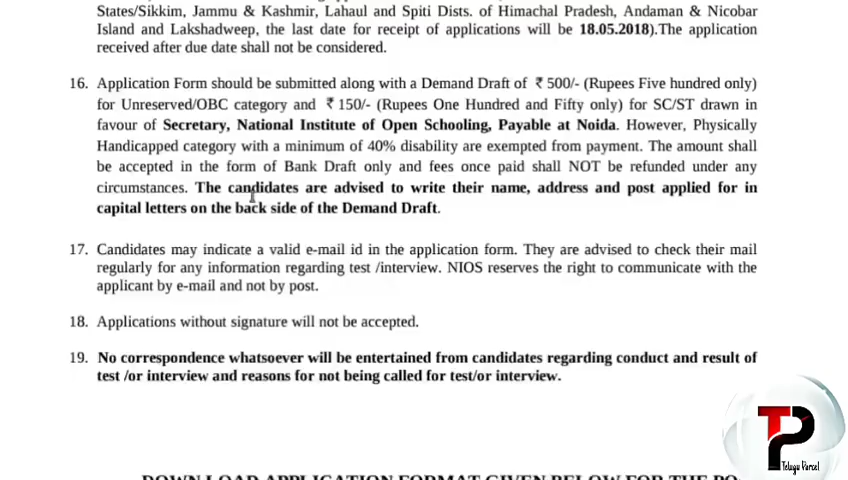 States/Sikkim, Jammu & Kashmir, Lahaul and Spiti Dists. of Himachal Pradesh, Andaman & Nicobar
Island and Lakshadweep, the last date for receipt of applications will be 18.05.2018).The application
received after due date shall not be considered.
16. Application Form should be submitted along with a Demand Draft of ₹ 500/- (Rupees Five hundred only)
for Unreserved/OBC category and ₹ 150/- (Rupees One Hundred and Fifty only) for SC/ST drawn in
favour of Secretary, National Institute of Open Schooling, Payable at Noida. However, Physically
Handicapped category with a minimum of 40% disability are exempted from payment. The amount shall
be accepted in the form of Bank Draft only and fees once paid shall NOT be refunded under any
circumstances. The candidates are advised to write their name, address and post applied for in
capital letters on the back side of the Demand Draft.
17. Candidates may indicate a valid e-mail id in the application form. They are advised to check their mail
regularly for any information regarding test /interview. NIOS reserves the right to communicate with the
applicant by e-mail and not by post.
18. Applications without signature will not be accepted.
19. No correspondence whatsoever will be entertained from candidates regarding conduct and result of
test /or interview and reasons for not being called for test/or interview.
TP
Telugu Parcel
DOWN LOAD APPLICATION FORMAT GIVEN BELOW FOR THE